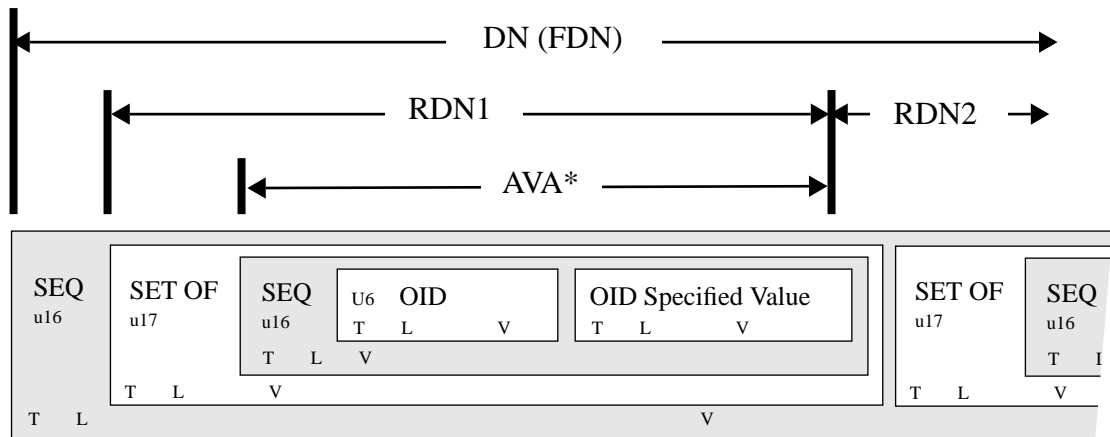 DN (FDN)
RDN1 RDN2
AVA*
SEQ SET OF SEQ U6 OID OID Specified Value SET OF SEQ
u16 u17 u16 T L V T L V u17 u16
T L V T L
T L V T L V
T L V